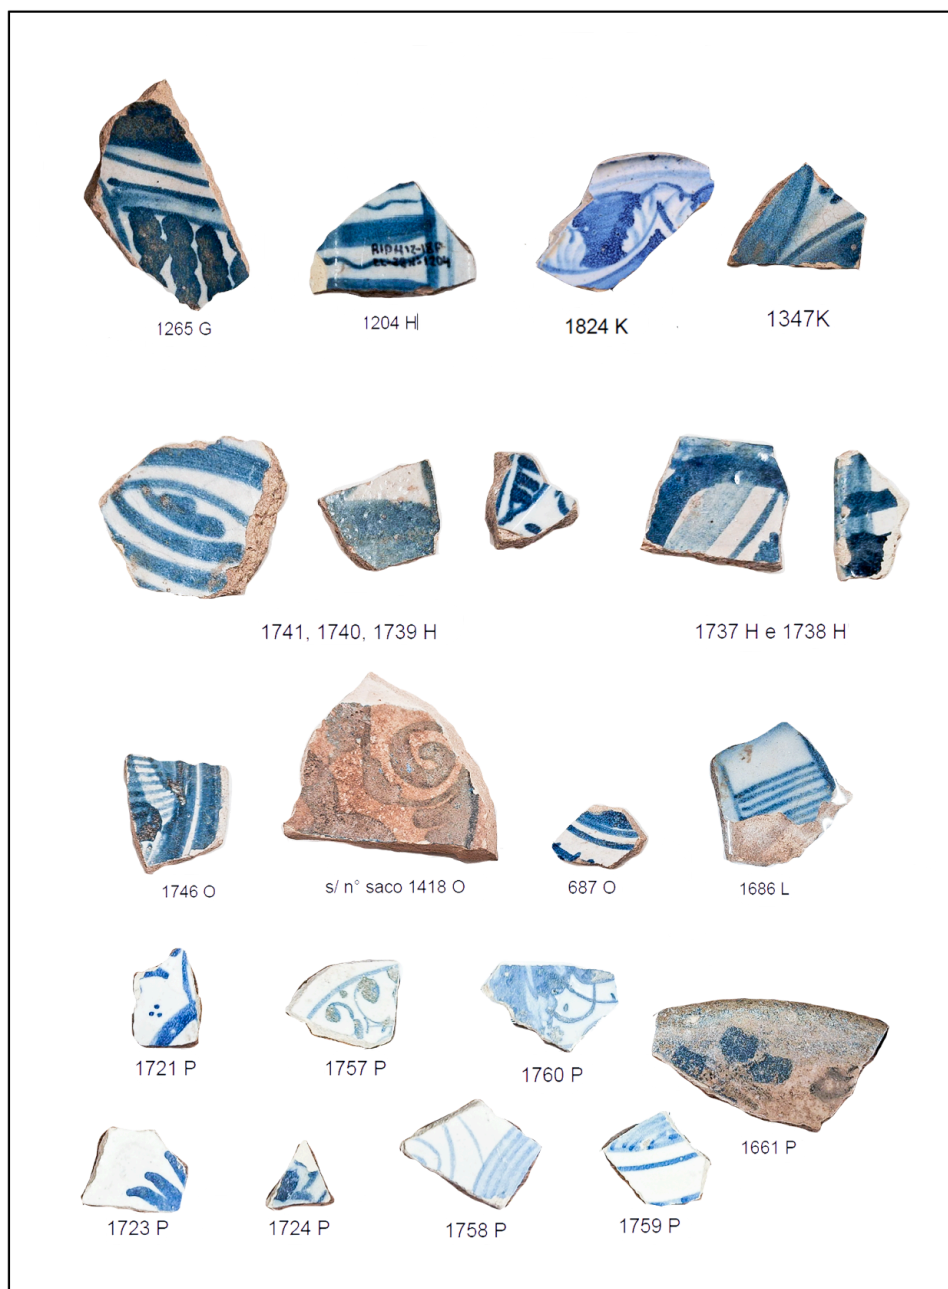 1265 G
1204 H
1824 K
1347K
1741, 1740, 1739 H
1737 H e 1738 H
1746 O
s/ n° saco 1418 O
687 O
1686 L
1721 P
1757 P
1760 P
1661 P
1723 P
1724 P
1758 P
1759 P